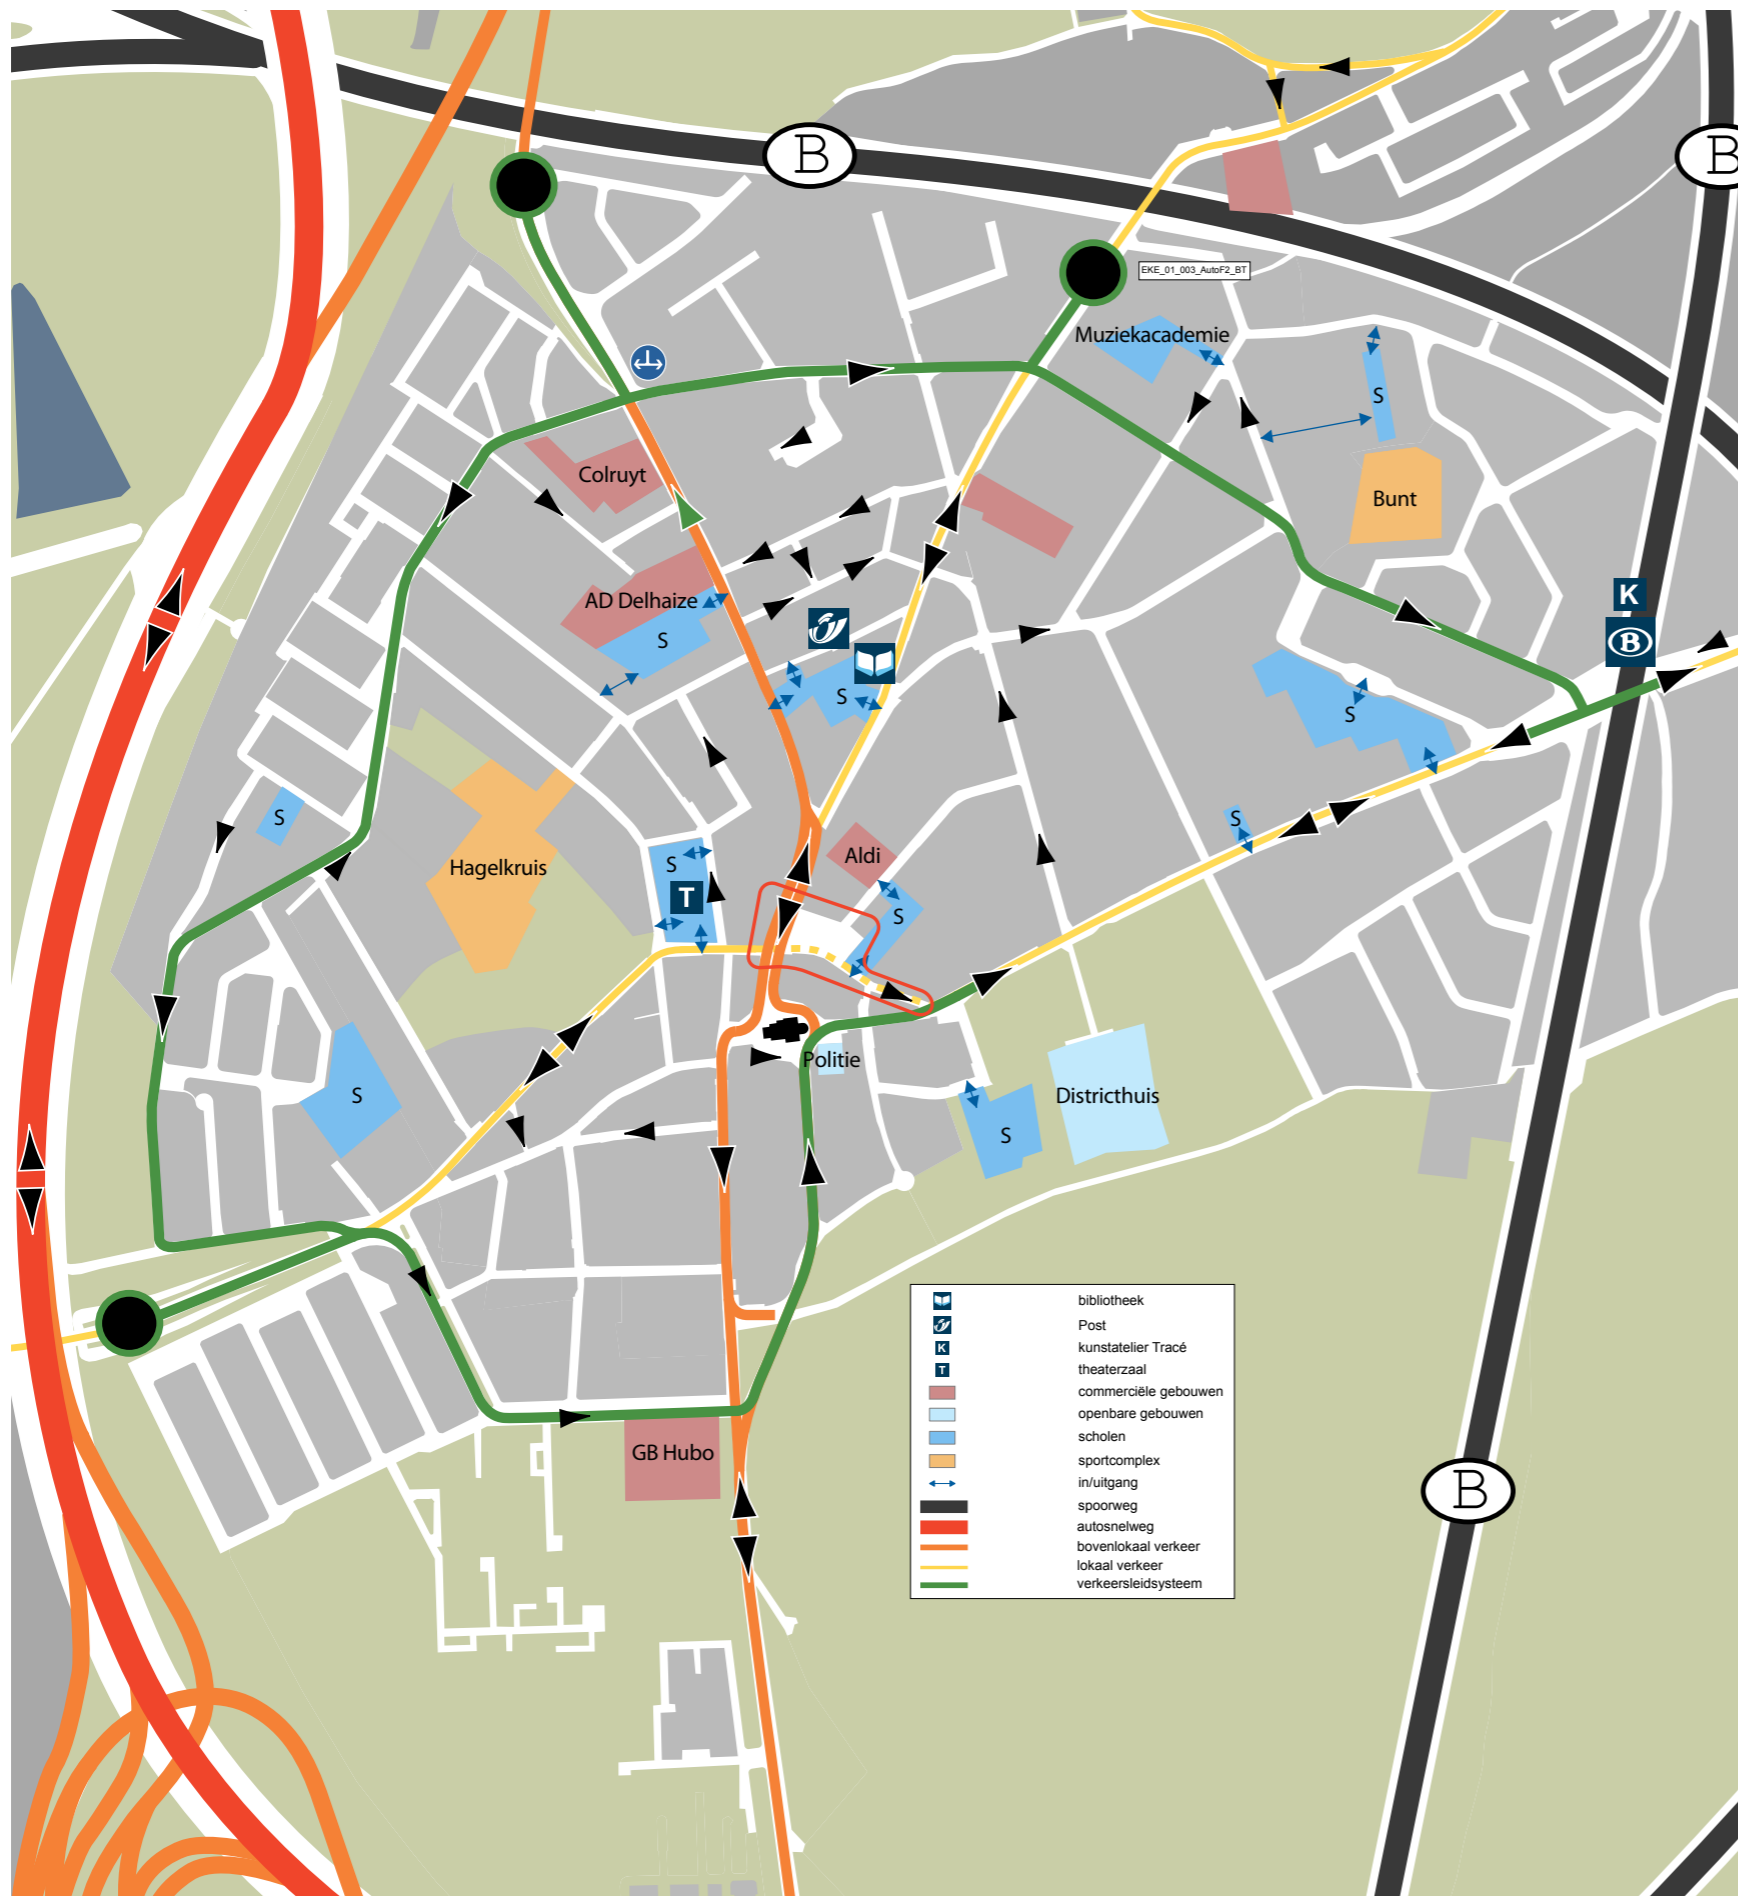 B
B
EKE_01_003_AutoF2_BT
Muziekacademie
S
Colruyt
Bunt
AD Delhaize
S
K
B
S
S
S
S
Hagelkruis
S
T
Aldi
S
Politie
S
Districthuis
S
GB Hubo
B
bibliotheek
Post
K kunstatelier Tracé
T theaterzaal
commerciële gebouwen
openbare gebouwen
scholen
sportcomplex
in/uitgang
spoorweg
autosnelweg
bovenlokaal verkeer
lokaal verkeer
verkeersleidsysteem